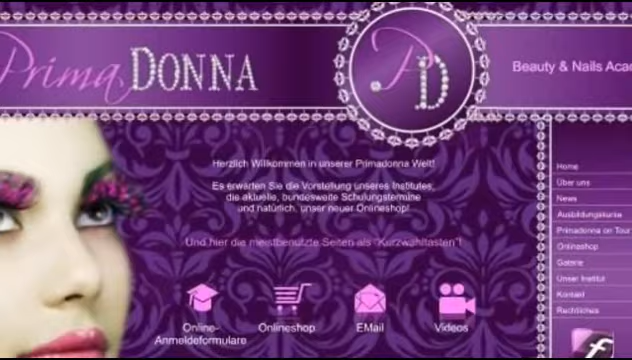 Prima DONNA
PD
Beauty & Nails Aca
Herzlich Willkommen in unserer Primadonna Welt!
Es erwarten Sie die Vorstellung unseres Institutes,
die aktuelle, bundesweite Schulungstermine
und natürlich, unser neuer Onlineshop!
Und hier die meistbenutzte Seiten als "Kurzwahltasten"!
Online-
Anmeldeformulare
Onlineshop
EMail
Videos
Home
Über uns
News
Ausbildungskurse
Primadonna on Tour
Onlineshop
Galerie
Unser Institut
Kontakt
Rechtliches
f